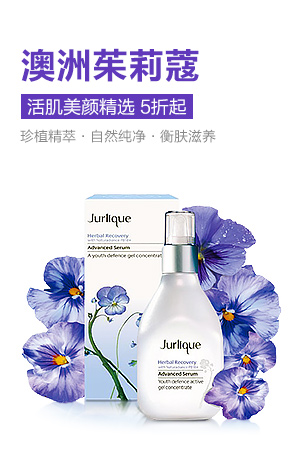 澳洲茱莉蔻
活肌美颜精选 5折起
珍植精萃 · 自然纯净 · 衡肤滋养
Jurlique
Herbal Recovery
Advanced Serum
A youth defence gel concentrate
Jurlique
Herbal Recovery
Advanced Serum
Youth defence active
gel concentrate